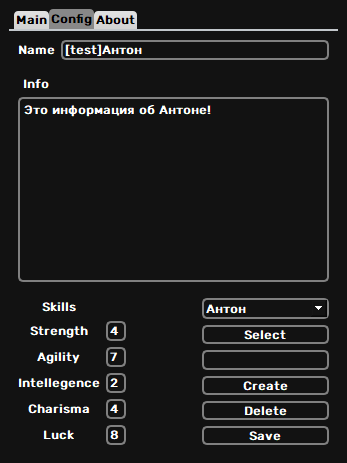 Main Config About
Name [test]Антон
Info
Это информация об Антоне!
Skills Антон
Strength 4 Select
Agility 7
Intellegence 2 Create
Charisma 4 Delete
Luck 8 Save